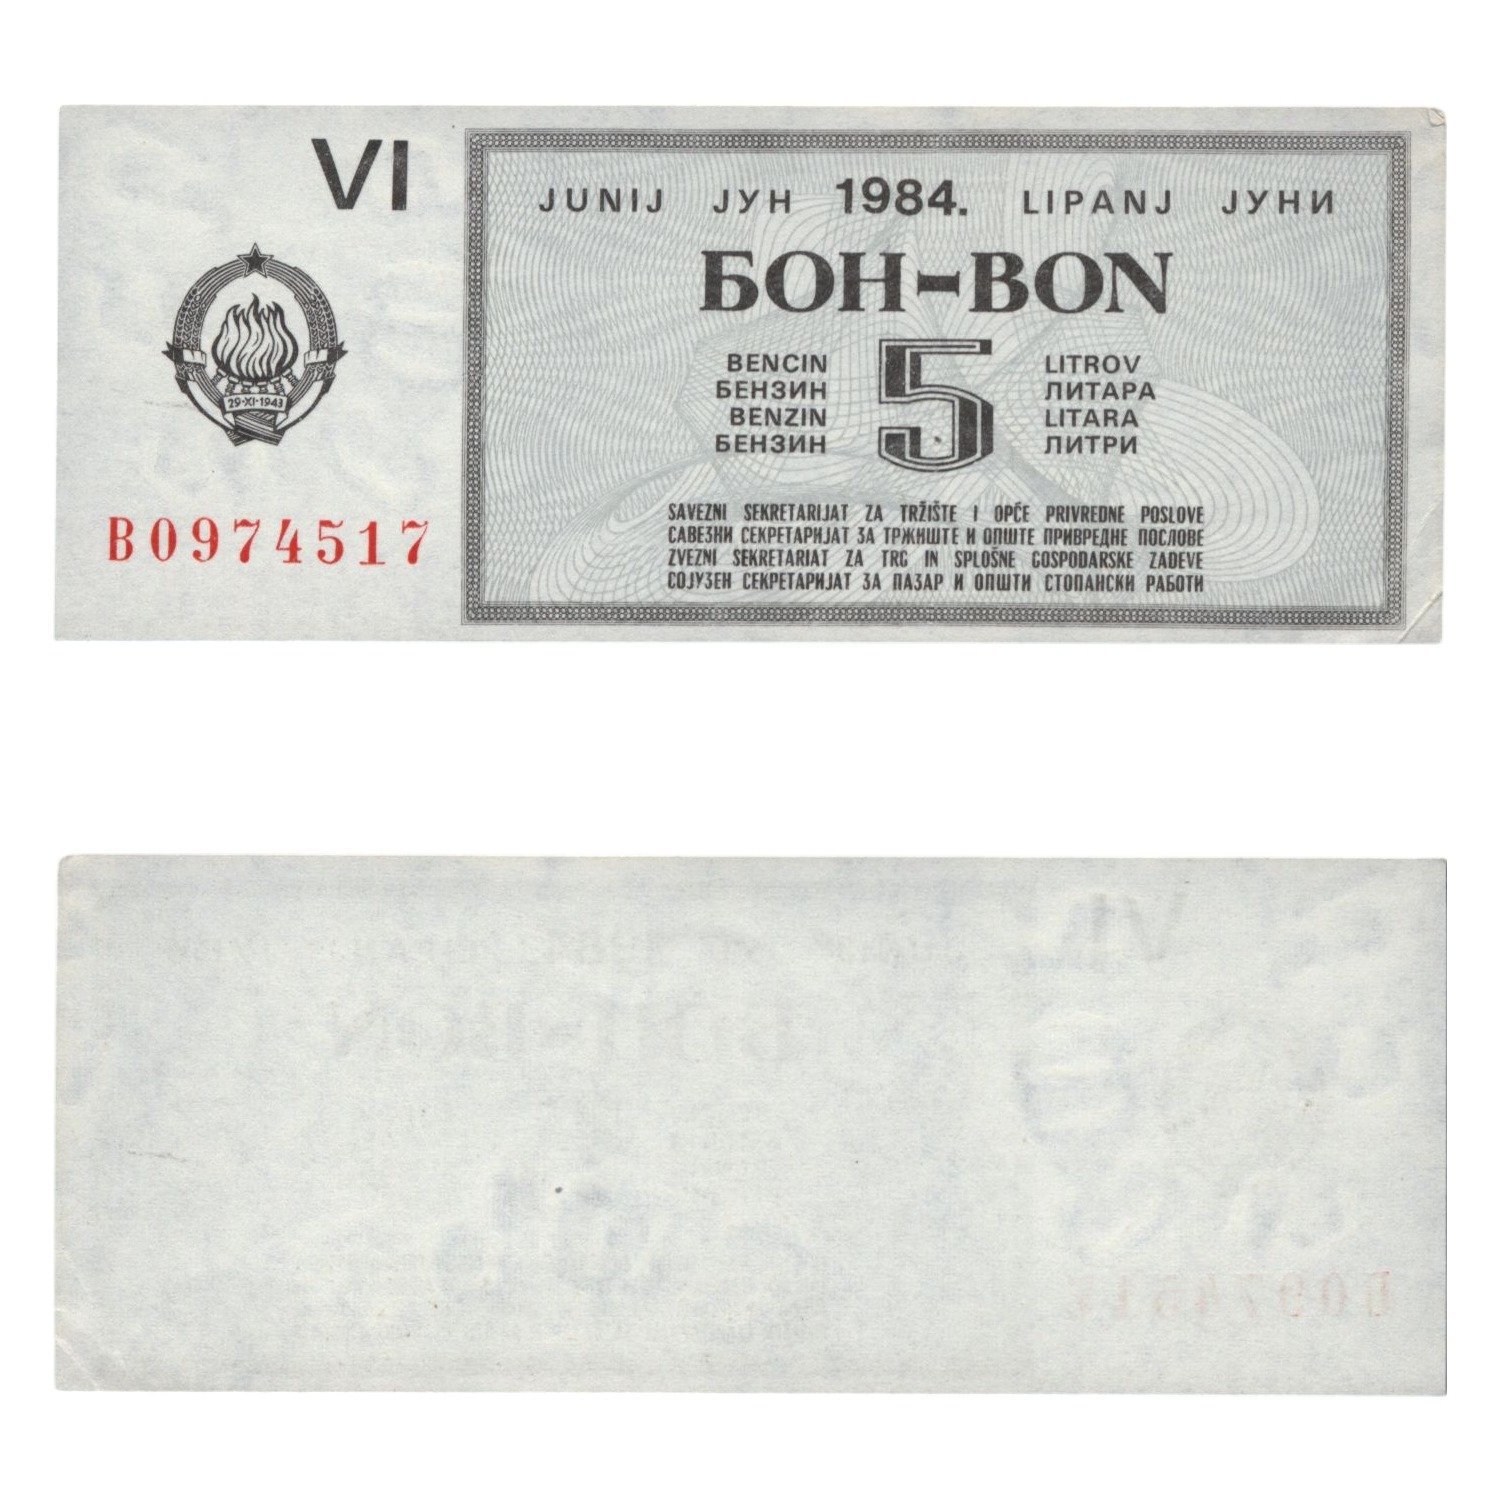 VI
JUNIJ ЈУН 1984. LIPANJ ЈУНИ
БОН-BON
BENCIN 5 LITROV
БЕНЗИН ЛИТАРА
BENZIN LITARA
БЕНЗИН ЛИТРИ
29·XI·1943
B0974517
SAVEZNI SEKRETARIJAT ZA TRŽIŠTE I OPĆE PRIVREDNE POSLOVE
САВЕЗНИ СЕКРЕТАРИЈАТ ЗА ТРЖИШТЕ И ОПШТЕ ПРИВРЕДНЕ ПОСЛОВЕ
ZVEZNI SEKRETARIAT ZA TRG IN SPLOŠNE GOSPODARSKE ZADEVE
СОЈУЗЕН СЕКРЕТАРИЈАТ ЗА ПАЗАР И ОПШТИ СТОПАНСКИ РАБОТИ